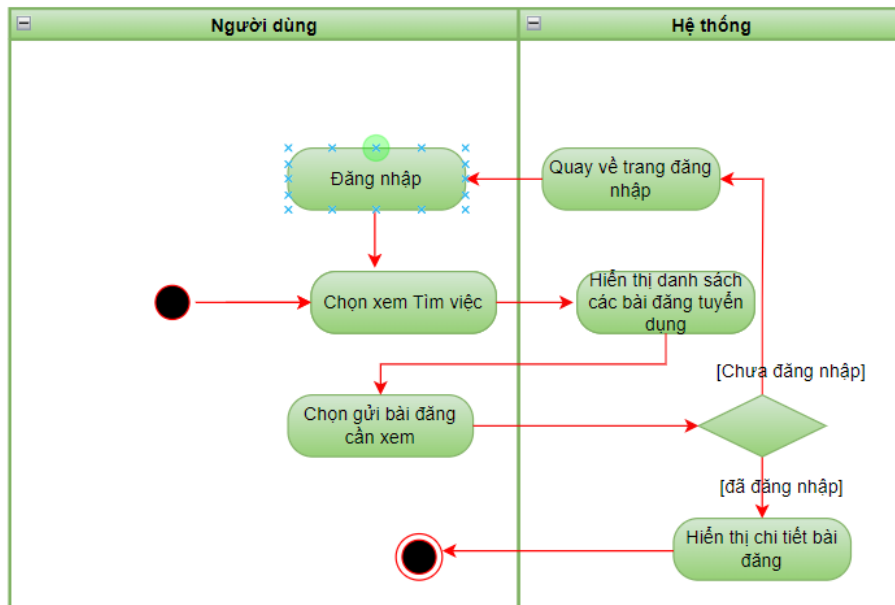 Người dùng
Hệ thống
Đăng nhập
Quay về trang đăng
nhập
Chọn xem Tìm việc
Hiển thị danh sách
các bài đăng tuyển
dụng
[Chưa đăng nhập]
Chọn gửi bài đăng
cần xem
[đã đăng nhập]
Hiển thị chi tiết bài
đăng